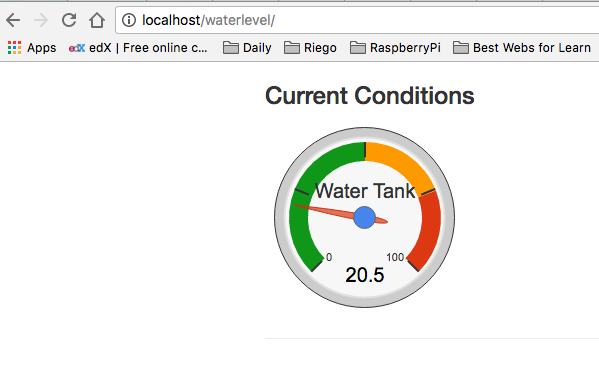 localhost/waterlevel/
Apps edX | Free online c... Daily Riego RaspberryPi Best Webs for Learn
Current Conditions
Water Tank
0 100
20.5